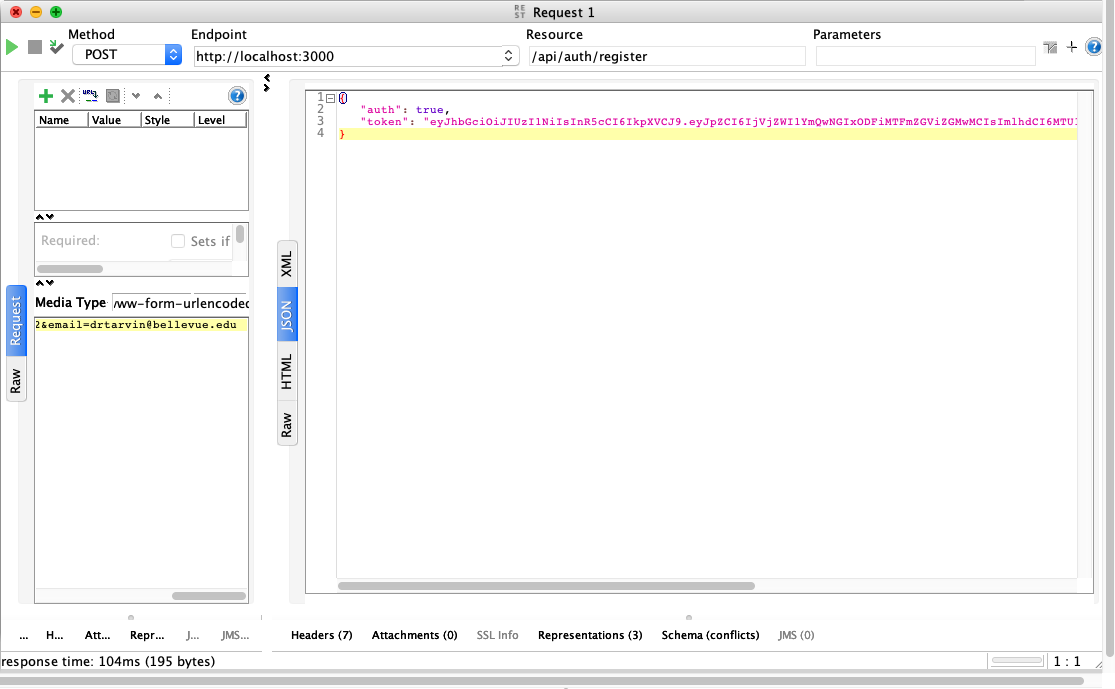 REST Request 1
Method Endpoint Resource Parameters
POST http://localhost:3000 /api/auth/register
Name Value Style Level
Required: Sets if
Media Type /ww-form-urlencoded
2&email=drtarvin@bellevue.edu
Request
Raw
XML
JSON
HTML
Raw
1 {
2 "auth": true,
3 "token": "eyJhbGciOiJIUzI1NiIsInR5cCI6IkpXVCJ9.eyJpZCI6IjVjZWI1YmQwNGIxODFiMTFmZGViZGMwMCIsImlhdCI6MTU1
4 }
... H... Att... Repr... J... JMS...
Headers (7) Attachments (0) SSL Info Representations (3) Schema (conflicts) JMS (0)
response time: 104ms (195 bytes) 1 : 1